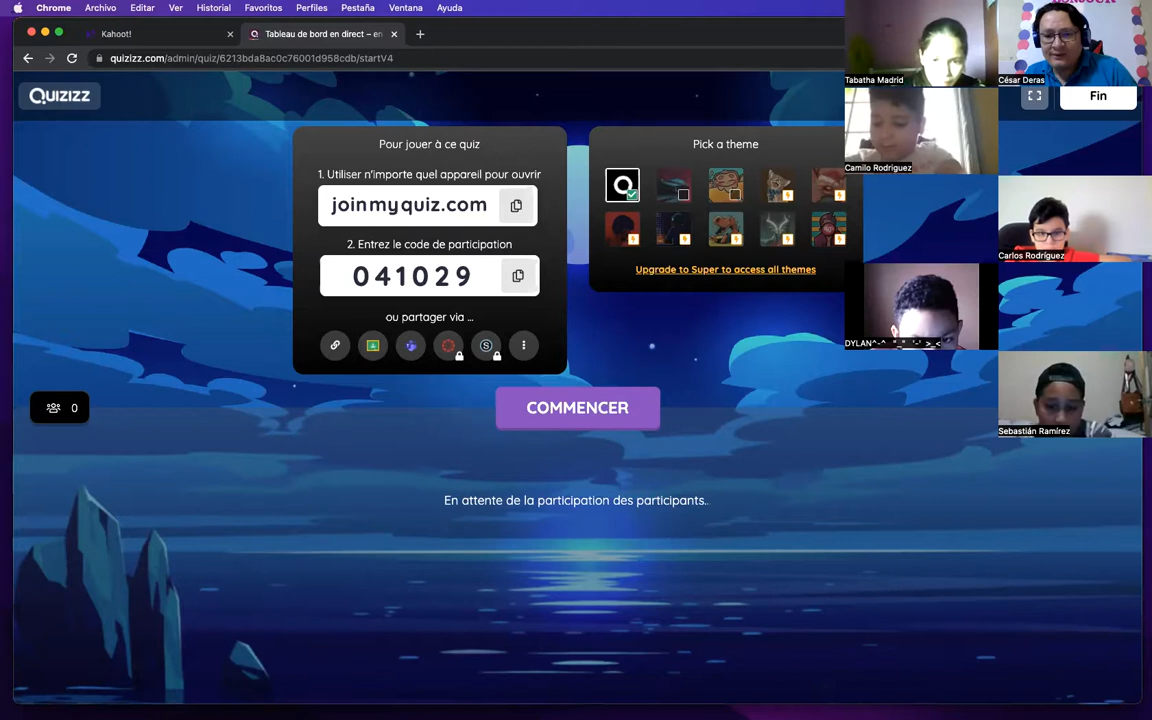 Chrome Archivo Editar Ver Historial Favoritos Perfiles Pestaña Ventana Ayuda
Kahoot!
Tableau de bord en direct – en
quizizz.com/admin/quiz/6213bda8ac0c76001d958cdb/startV4
BONJOUR
Tabatha Madrid
César Deras
Quizizz
Fin
Pour jouer à ce quiz
1. Utiliser n'importe quel appareil pour ouvrir
joinmyquiz.com
2. Entrez le code de participation
041029
ou partager via ...
Pick a theme
Upgrade to Super to access all themes
Camilo Rodriguez
Carlos Rodríguez
DYLAN^-^ "_" '-' >_<
Sebastián Ramírez
0
COMMENCER
En attente de la participation des participants..